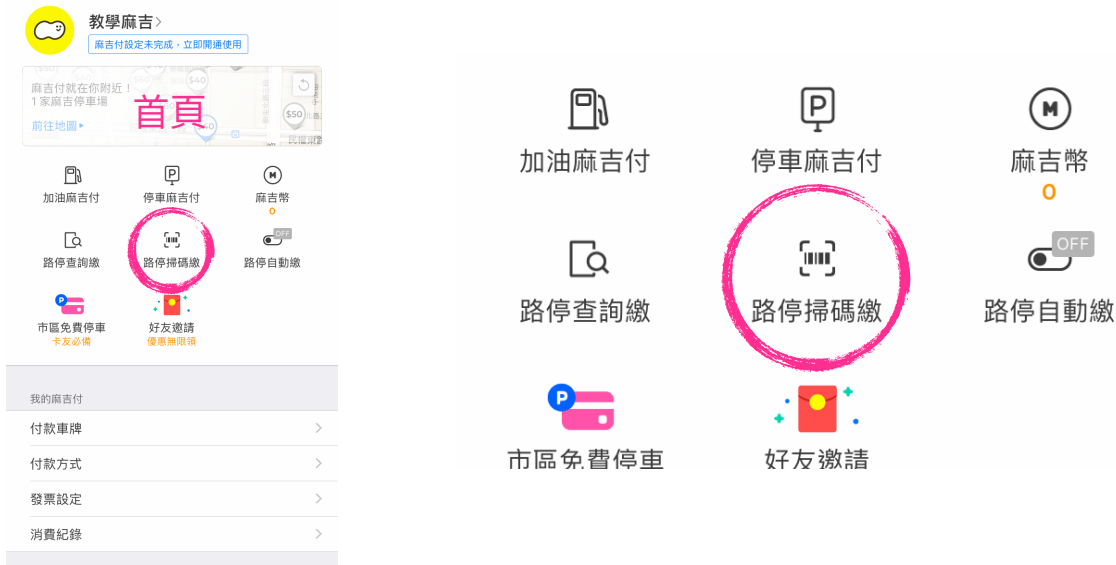 教學麻吉
麻吉付設定未完成，立即開通使用
麻吉付就在你附近！
1 家麻吉停車場
前往地圖
首頁
$40
$50
加油麻吉付
停車麻吉付
麻吉幣
0
路停查詢繳
路停掃碼繳
OFF
路停自動繳
P
市區免費停車
卡友必備
好友邀請
優惠無限領
我的麻吉付
付款車牌
付款方式
發票設定
消費紀錄
P
M
加油麻吉付
停車麻吉付
麻吉幣
0
OFF
路停查詢繳
路停掃碼繳
路停自動繳
P
市區免費停車
好友邀請